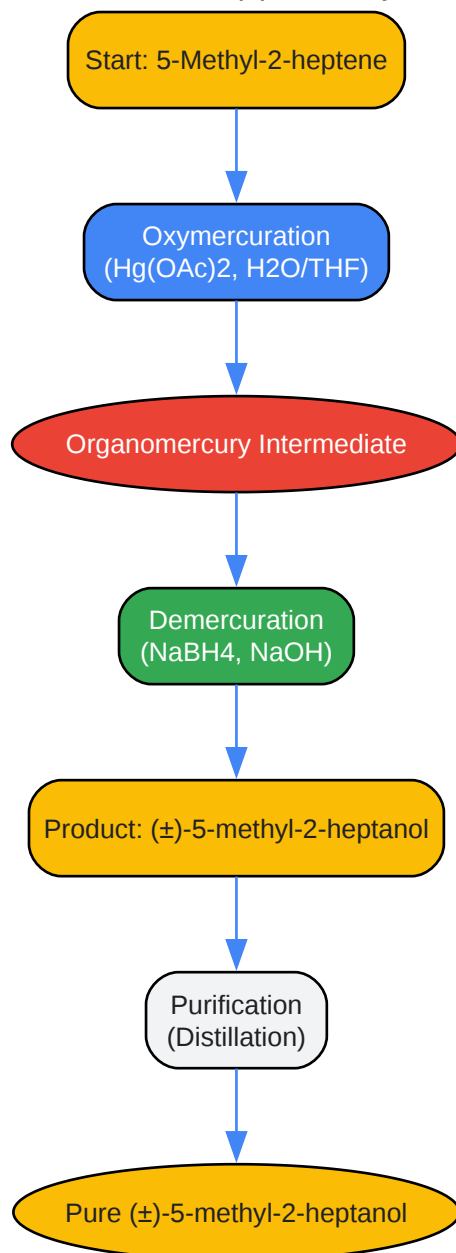 Start: 5-Methyl-2-heptene
Oxymercuration
(Hg(OAc)2, H2O/THF)
Organomercury Intermediate
Demercuration
(NaBH4, NaOH)
Product: (±)-5-methyl-2-heptanol
Purification
(Distillation)
Pure (±)-5-methyl-2-heptanol